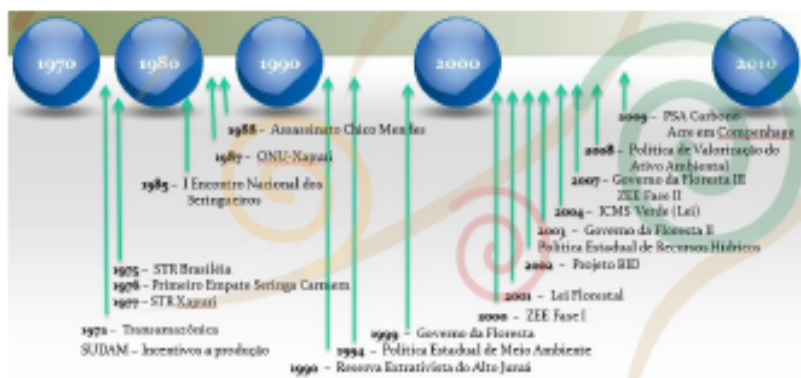 1970
1980
1990
2000
2010
1988 – Assassinato Chico Mendes
1987 – ONU-Xapuri
1985 – I Encontro Nacional dos
Seringueiros
1975 – STR Brasiléia
1976 – Primeiro Empate Seringa Carmem
1977 – STR Xapuri
1972 – Transamazônica
SUDAM – Incentivos a produção
2009 – PSA Carbono
Acre em Compenhage
2008 – Política de Valorização do
Ativo Ambiental
2007 – Governo da Floresta III
ZEE Fase II
2004 – ICMS Verde (Lei)
2003 – Governo da Floresta II
Política Estadual de Recursos Hídricos
2002 – Projeto BID
2001 – Lei Florestal
2000 – ZEE Fase I
1999 – Governo da Floresta
1994 – Política Estadual de Meio Ambiente
1990 – Reserva Extrativista do Alto Juruá